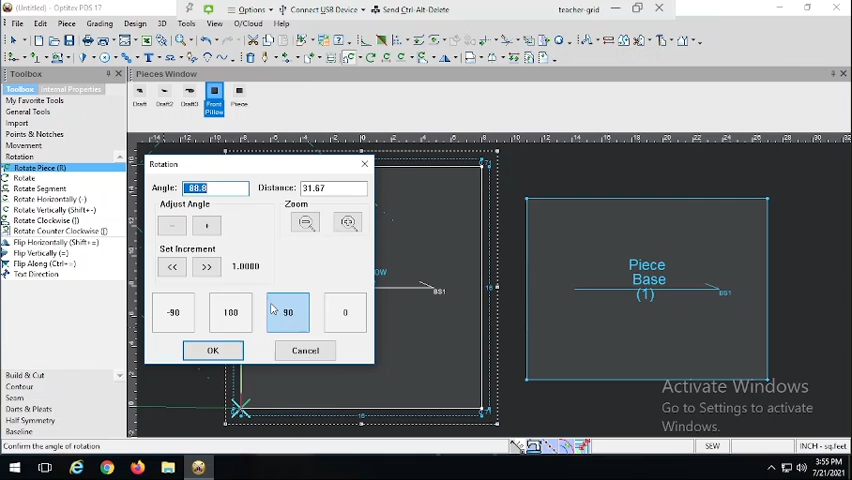 (Untitled) - Optitex PDS 17
Options
Connect USB Device
Send Ctrl-Alt-Delete
teacher-grid
File Edit Piece Grading Design 3D Tools View O/Cloud Help
Toolbox
Pieces Window
Toolbox Internal Properties
My Favorite Tools
General Tools
Import
Points & Notches
Movement
Rotation
Rotate Piece (R)
Rotate
Rotate Segment
Rotate Horizontally (-)
Rotate Vertically (Shift+-)
Rotate Clockwise (])
Rotate Counter Clockwise ([)
Flip Horizontally (Shift+=)
Flip Vertically (=)
Flip Along (Ctrl+=)
Text Direction
Build & Cut
Contour
Seam
Darts & Pleats
Half Symmetry
Baseline
Draft Draft2 Draft3 Front Pillow Piece
Rotation
Angle: 88.8 Distance: 31.67
Adjust Angle Zoom
- +
Set Increment
<< >> 1.0000
-90 180 90 0
OK Cancel
BS1
Piece
Base
(1)
BS1
Activate Windows
Go to Settings to activate
Windows.
Confirm the angle of rotation
SEW
INCH - sq.feet
3:55 PM
7/21/2021